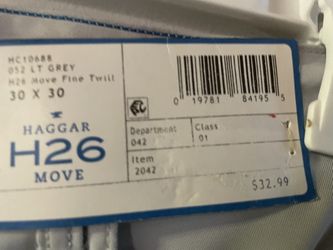 HC10688
052 LT GREY
H26 Move Fine Twill
30 X 30
HAGGAR
H26
MOVE
0 19781 84195 5
Department
042
Class
01
Item
2042
$32.99